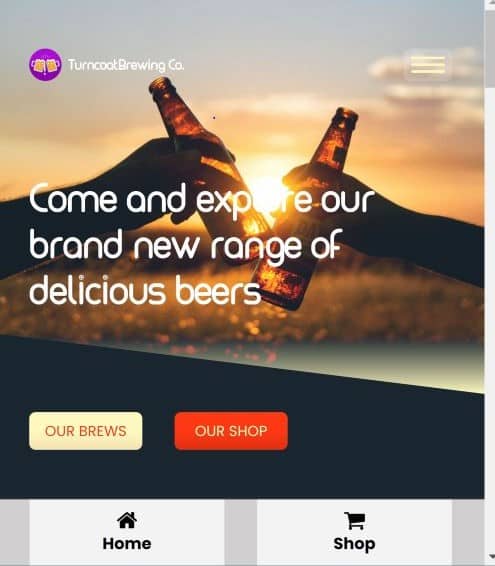 TurncoatBrewing Co.
Come and explore our
brand new range of
delicious beers
OUR BREWS
OUR SHOP
Home
Shop